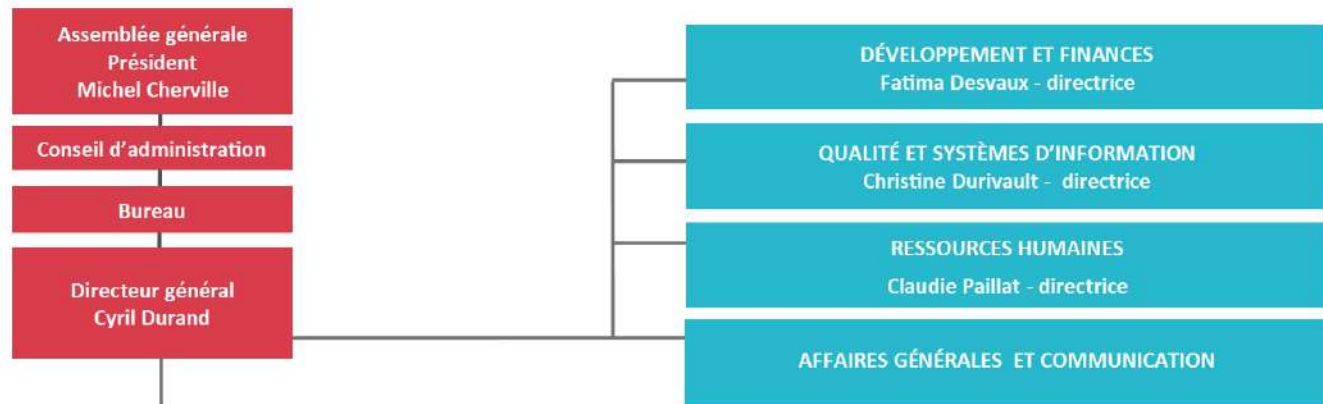 Assemblée générale
Président
Michel Cherville
Conseil d'administration
Bureau
Directeur général
Cyril Durand
DÉVELOPPEMENT ET FINANCES
Fatima Desvaux - directrice
QUALITÉ ET SYSTÈMES D'INFORMATION
Christine Durivault - directrice
RESSOURCES HUMAINES
Claudie Paillat - directrice
AFFAIRES GÉNÉRALES ET COMMUNICATION